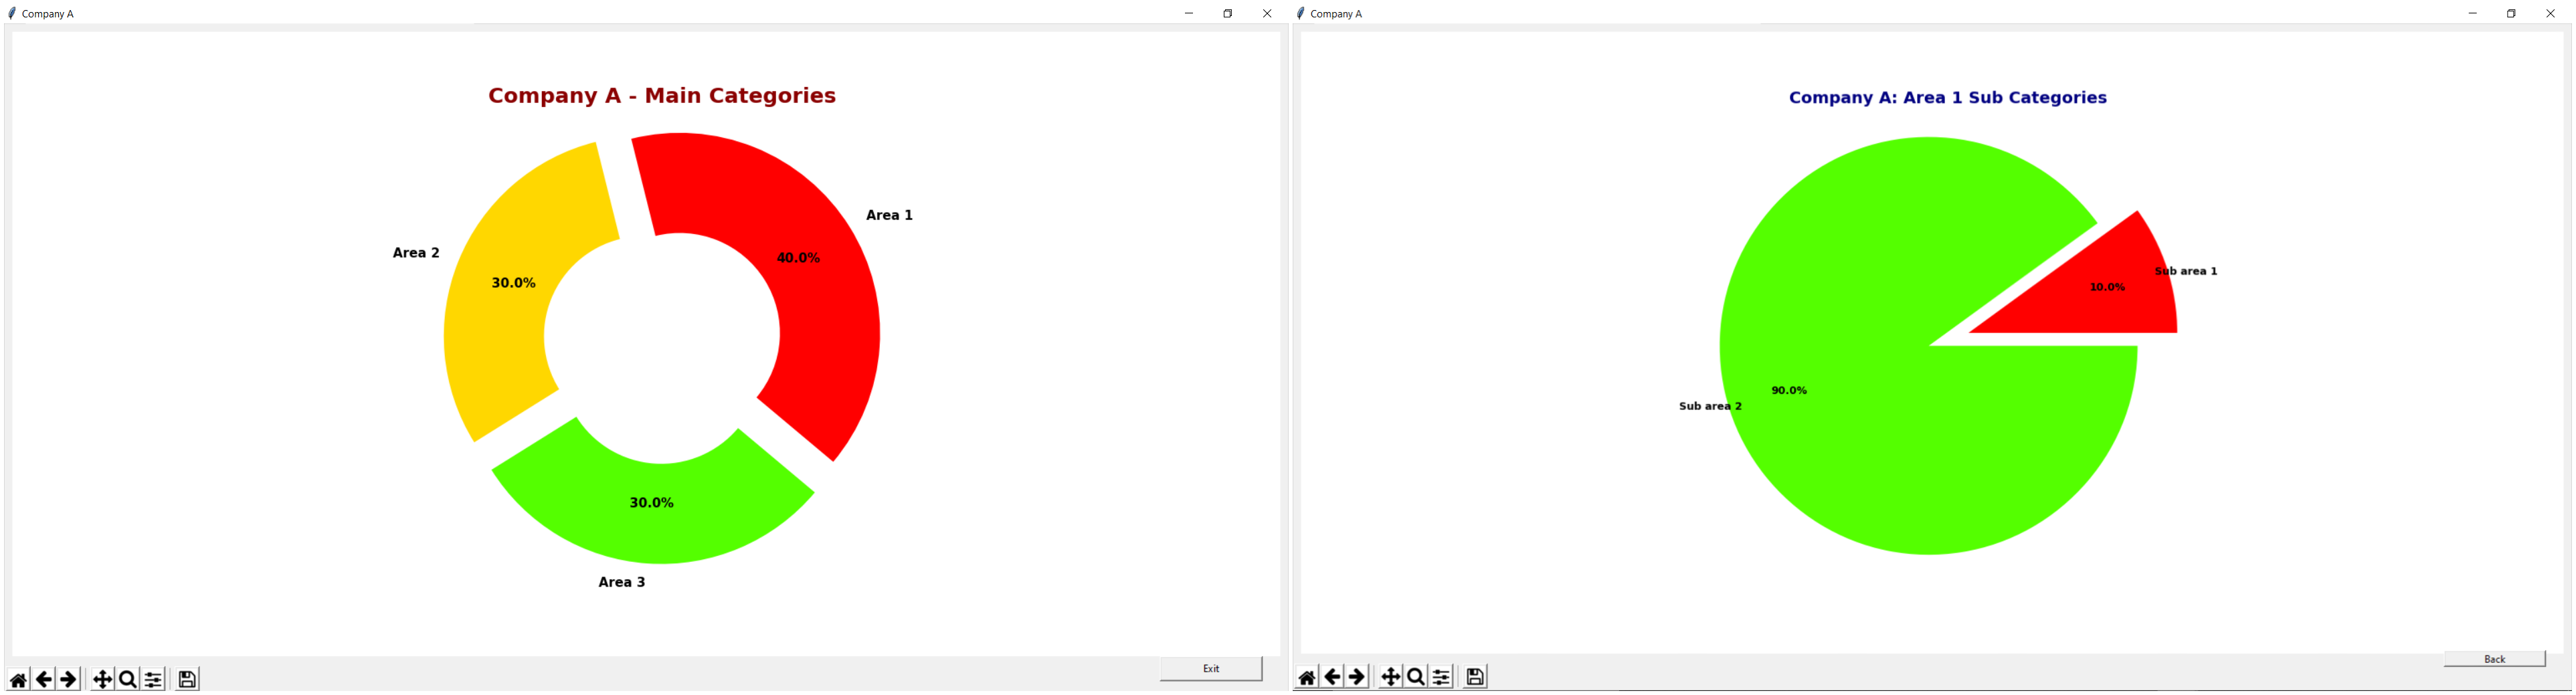 Company A
Company A - Main Categories
Area 1
40.0%
Area 2
30.0%
30.0%
Area 3
Exit
Company A
Company A: Area 1 Sub Categories
Sub area 1
10.0%
90.0%
Sub area 2
Back